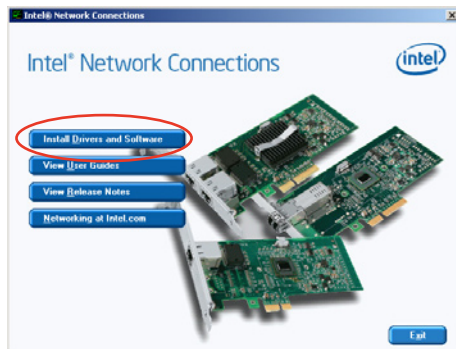 Intel® Network Connections
Intel® Network Connections
intel
Install Drivers and Software
View User Guides
View Release Notes
Networking at Intel.com
Exit